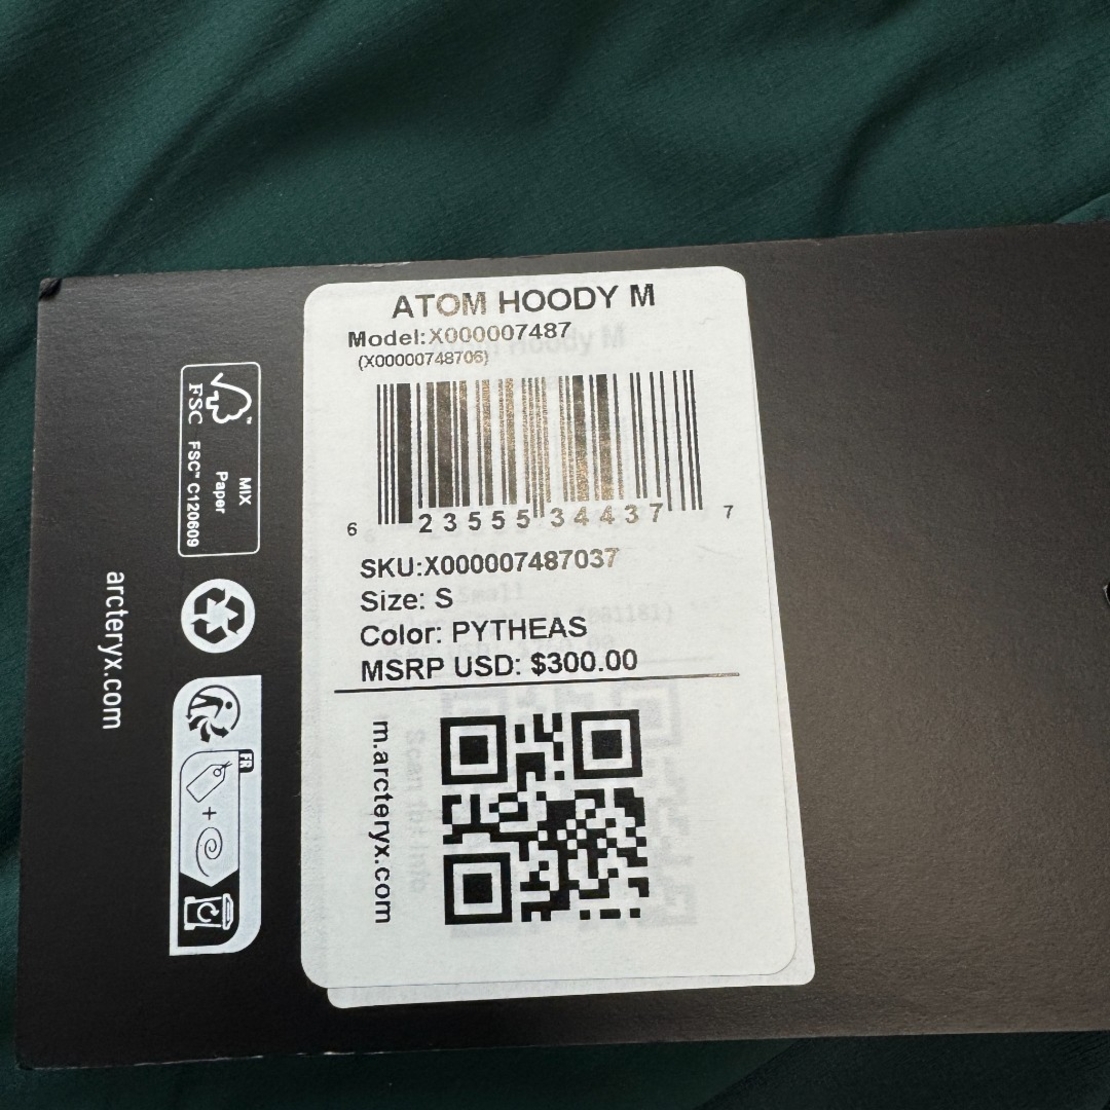 ATOM HOODY M
Model:X000007487
(X00000748706)
6 23555 34437 7
SKU:X000007487037
Size: S
Color: PYTHEAS
MSRP USD: $300.00
m.arcteryx.com
FSC
FSC™ C120609
MIX
Paper
arcteryx.com
FR
+